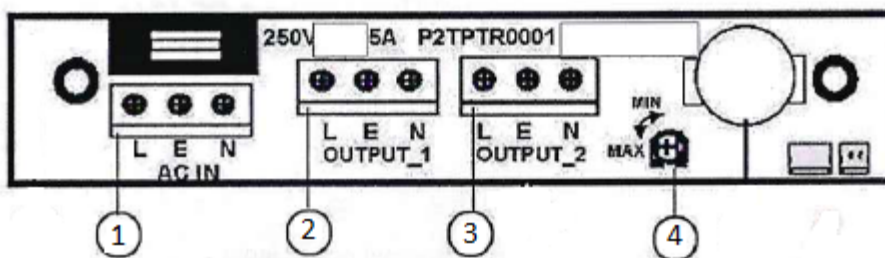 250V 5A P2TPTR0001
L E N
AC IN
L E N
OUTPUT_1
L E N
OUTPUT_2
MIN
MAX
1
2
3
4